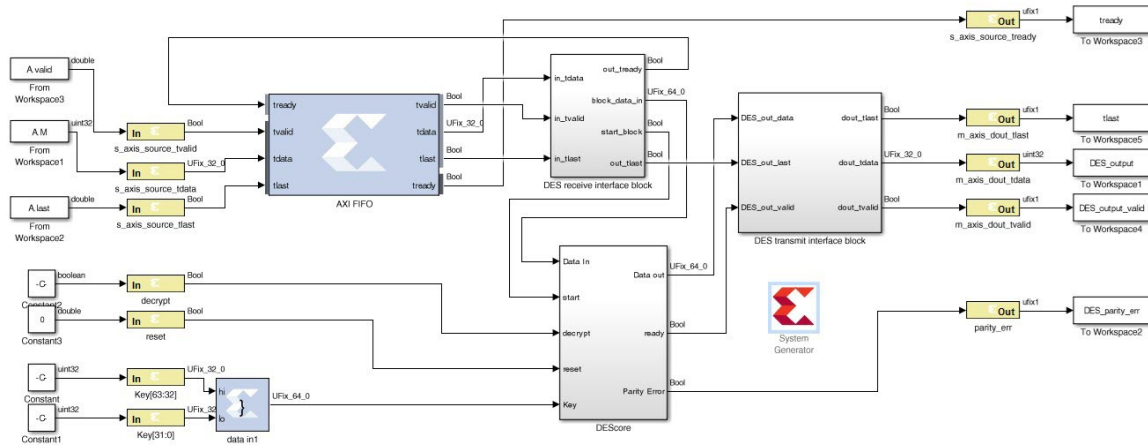 ufix1
Out
s_axis_source_tready
tready
To Workspace3
A.valid
double
From
Workspace3
In
Bool
s_axis_source_tvalid
A.M
uint32
From
Workspace1
In
UFix_32_0
s_axis_source_tdata
A.last
double
From
Workspace2
In
Bool
s_axis_source_tlast
tready
tvalid
tdata
tlast
tvalid
tdata
tlast
tready
Bool
UFix_32_0
Bool
Bool
AXI FIFO
in_tdata
in_tvalid
in_tlast
out_tready
block_data_in
start_block
out_tlast
Bool
UFix_64_0
Bool
Bool
DES receive interface block
DES_out_data
DES_out_last
DES_out_valid
dout_tlast
dout_tdata
dout_tvalid
Bool
UFix_32_0
Bool
DES transmit interface block
Out
ufix1
m_axis_dout_tlast
tlast
To Workspace5
Out
uint32
m_axis_dout_tdata
DES_output
To Workspace1
Out
ufix1
m_axis_dout_tvalid
DES_output_valid
To Workspace4
-C-
boolean
Constant2
In
Bool
decrypt
0
double
Constant3
In
Bool
reset
-C-
uint32
Constant
In
UFix_32_0
Key[63:32]
-C-
uint32
Constant1
In
UFix_32
Key[31:0]
hi
lo
}
UFix_64_0
data in1
Data In
start
decrypt
reset
Key
Data out
ready
Parity Error
UFix_64_0
Bool
Bool
DEScore
System
Generator
Out
ufix1
parity_err
DES_parity_err
To Workspace2